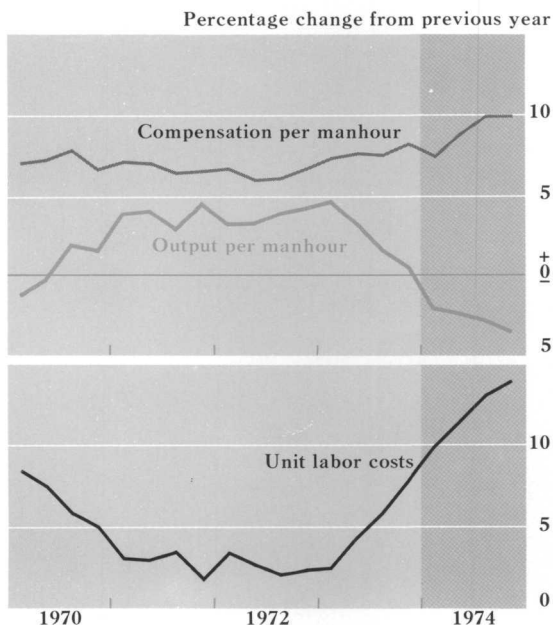 Percentage change from previous year
10
Compensation per manhour
5
Output per manhour
+
0
−
5
10
Unit labor costs
5
0
1970 1972 1974